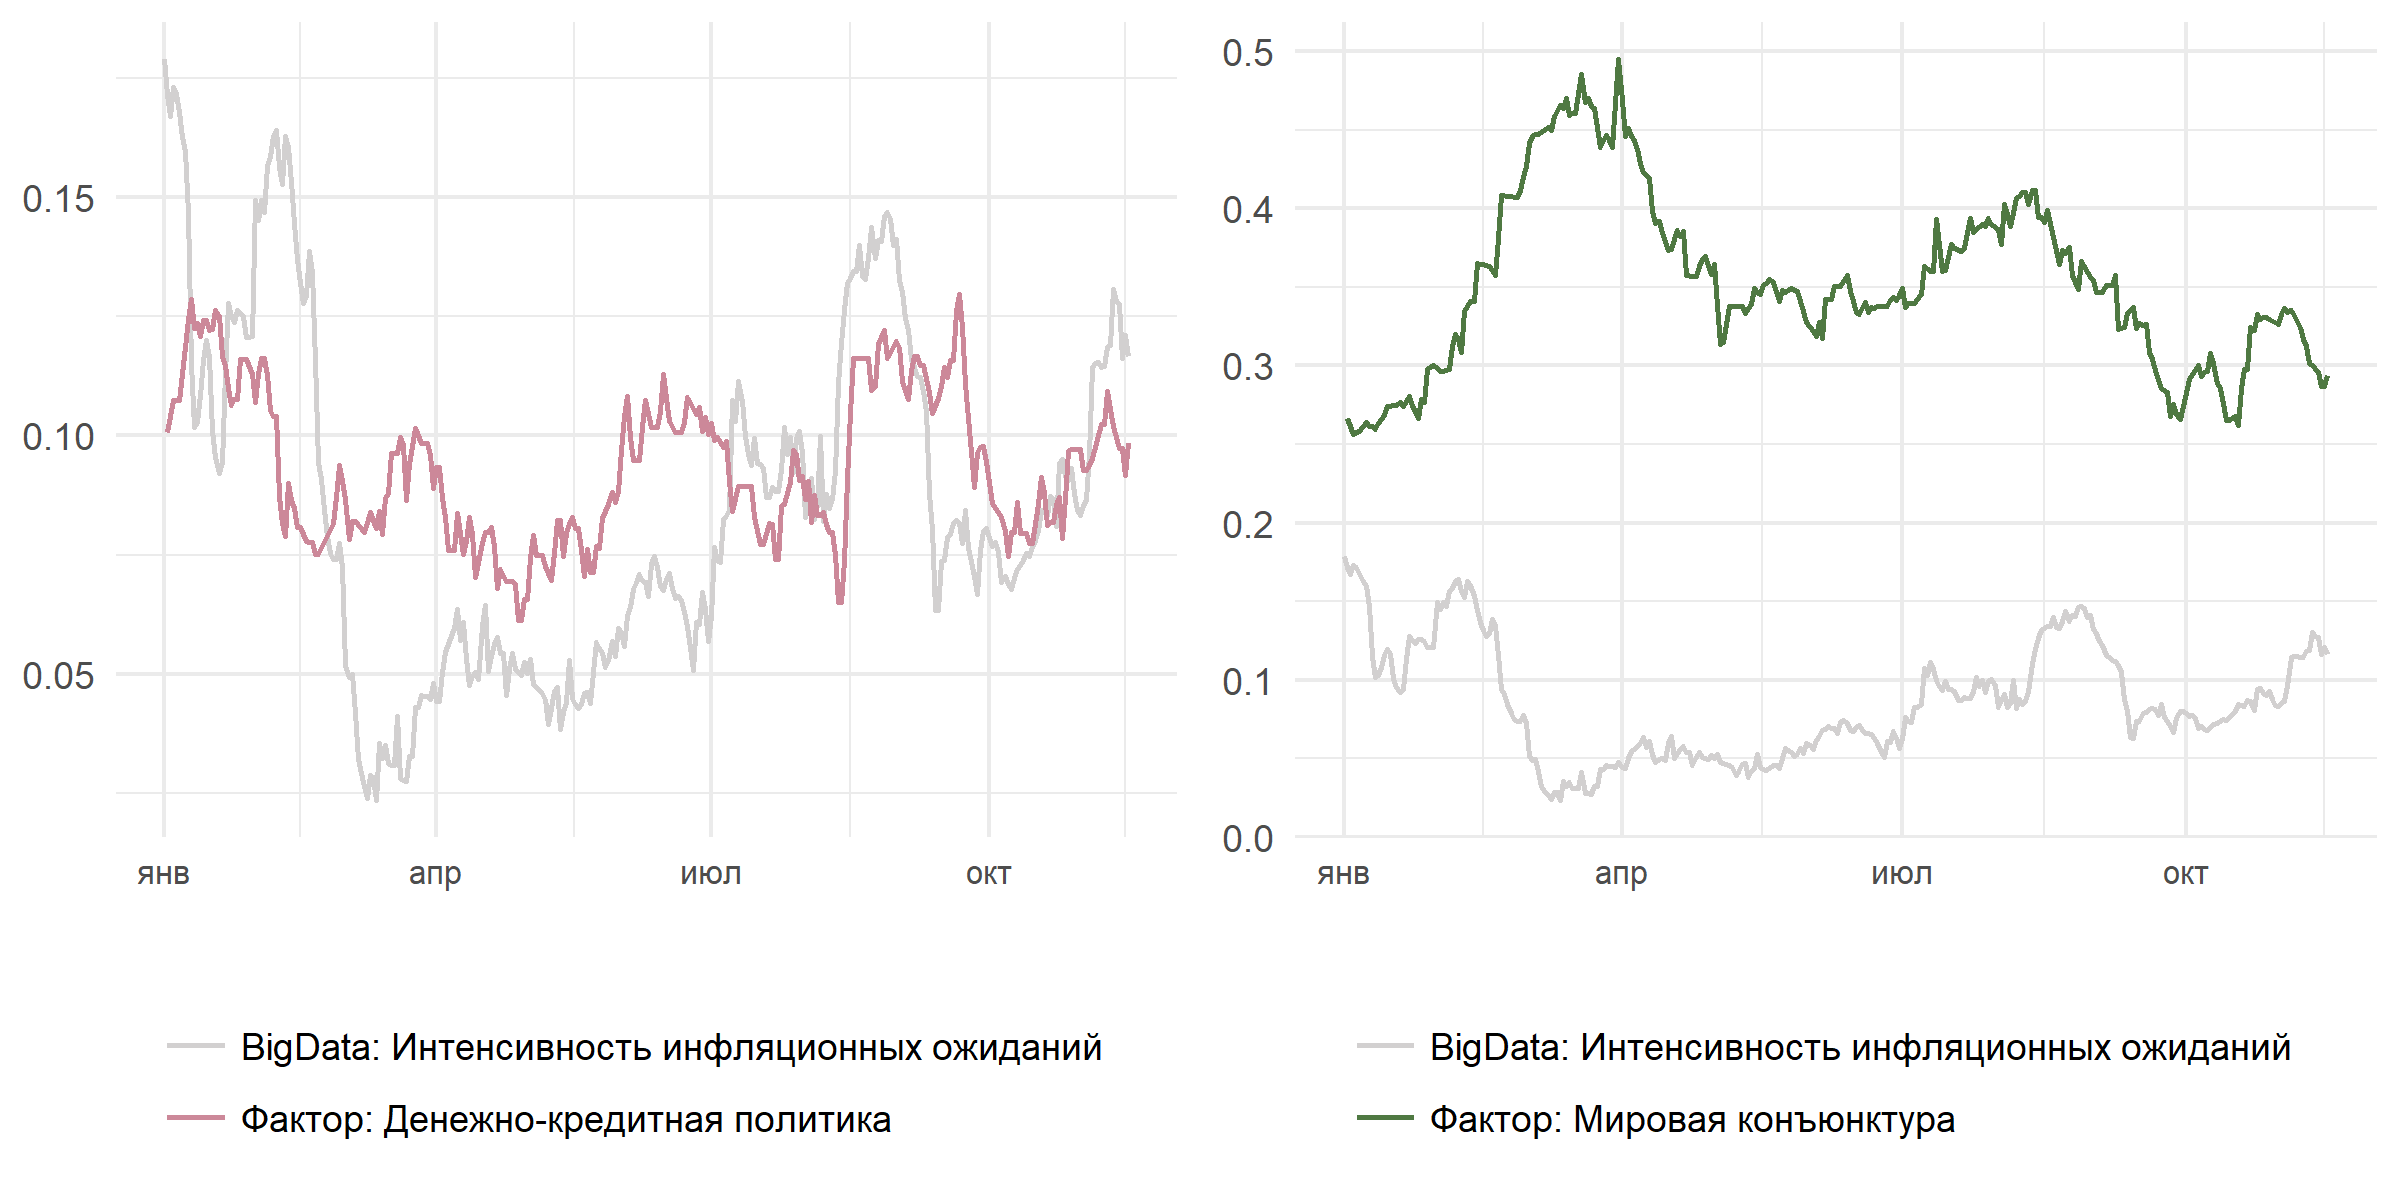 0.15
0.10
0.05
янв апр июл окт
BigData: Интенсивность инфляционных ожиданий
Фактор: Денежно-кредитная политика
0.5
0.4
0.3
0.2
0.1
0.0
янв апр июл окт
BigData: Интенсивность инфляционных ожиданий
Фактор: Мировая конъюнктура